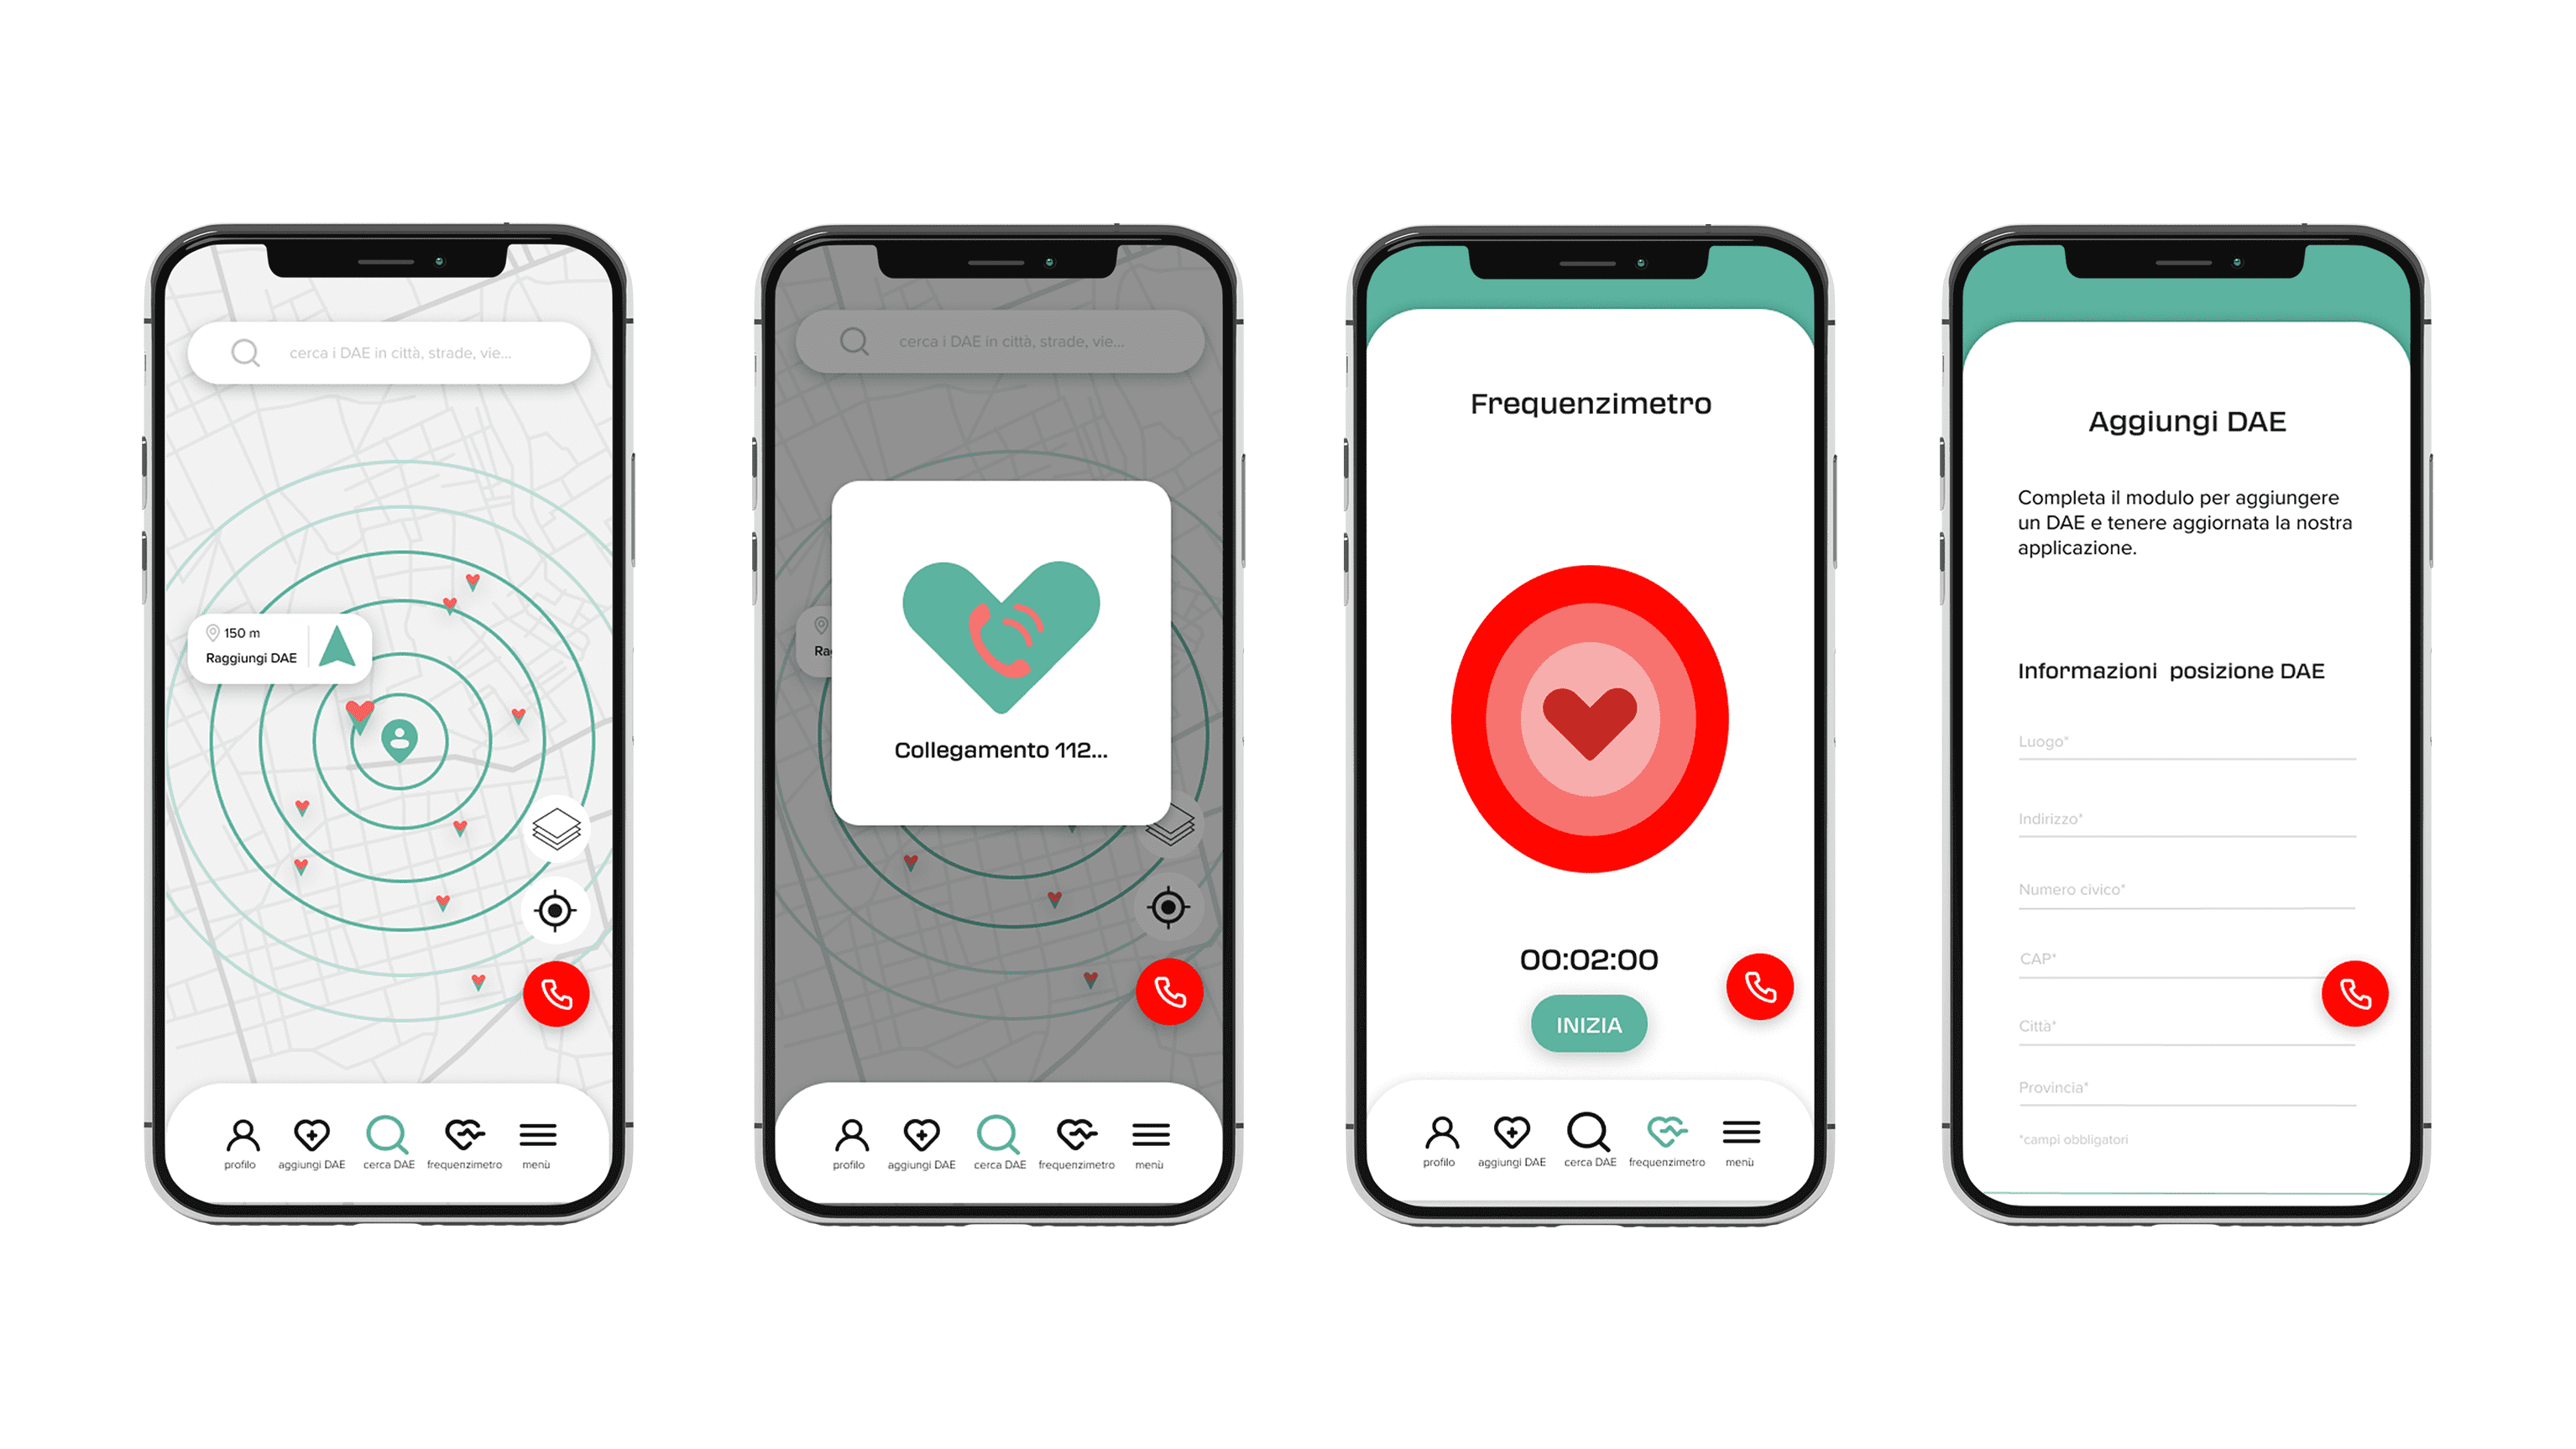 cerca i DAE in città, strade, vie...
150 m
Raggiungi DAE
profilo
aggiungi DAE
cerca DAE
frequenzimetro
menù
cerca i DAE in città, strade, vie...
Ra
Collegamento 112...
profilo
aggiungi DAE
cerca DAE
frequenzimetro
menù
Frequenzimetro
00:02:00
INIZIA
profilo
aggiungi DAE
cerca DAE
frequenzimetro
menù
Aggiungi DAE
Completa il modulo per aggiungere
un DAE e tenere aggiornata la nostra
applicazione.
Informazioni posizione DAE
Luogo*
Indirizzo*
Numero civico*
CAP*
Città*
Provincia*
*campi obbligatori